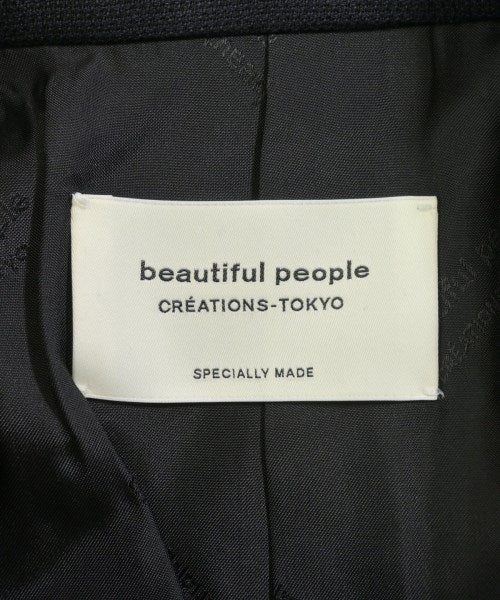 beautiful people
CRÉATIONS-TOKYO
SPECIALLY MADE